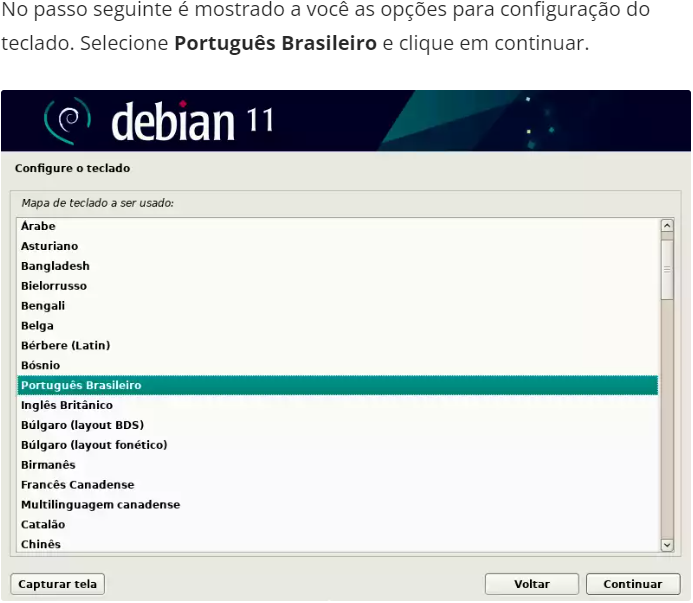 No passo seguinte é mostrado a você as opções para configuração do
teclado. Selecione Português Brasileiro e clique em continuar.
debian 11
Configure o teclado
Mapa de teclado a ser usado:
Árabe
Asturiano
Bangladesh
Bielorrusso
Bengali
Belga
Bérbere (Latin)
Bósnio
Português Brasileiro
Inglês Britânico
Búlgaro (layout BDS)
Búlgaro (layout fonético)
Birmanês
Francês Canadense
Multilinguagem canadense
Catalão
Chinês
Capturar tela
Voltar
Continuar